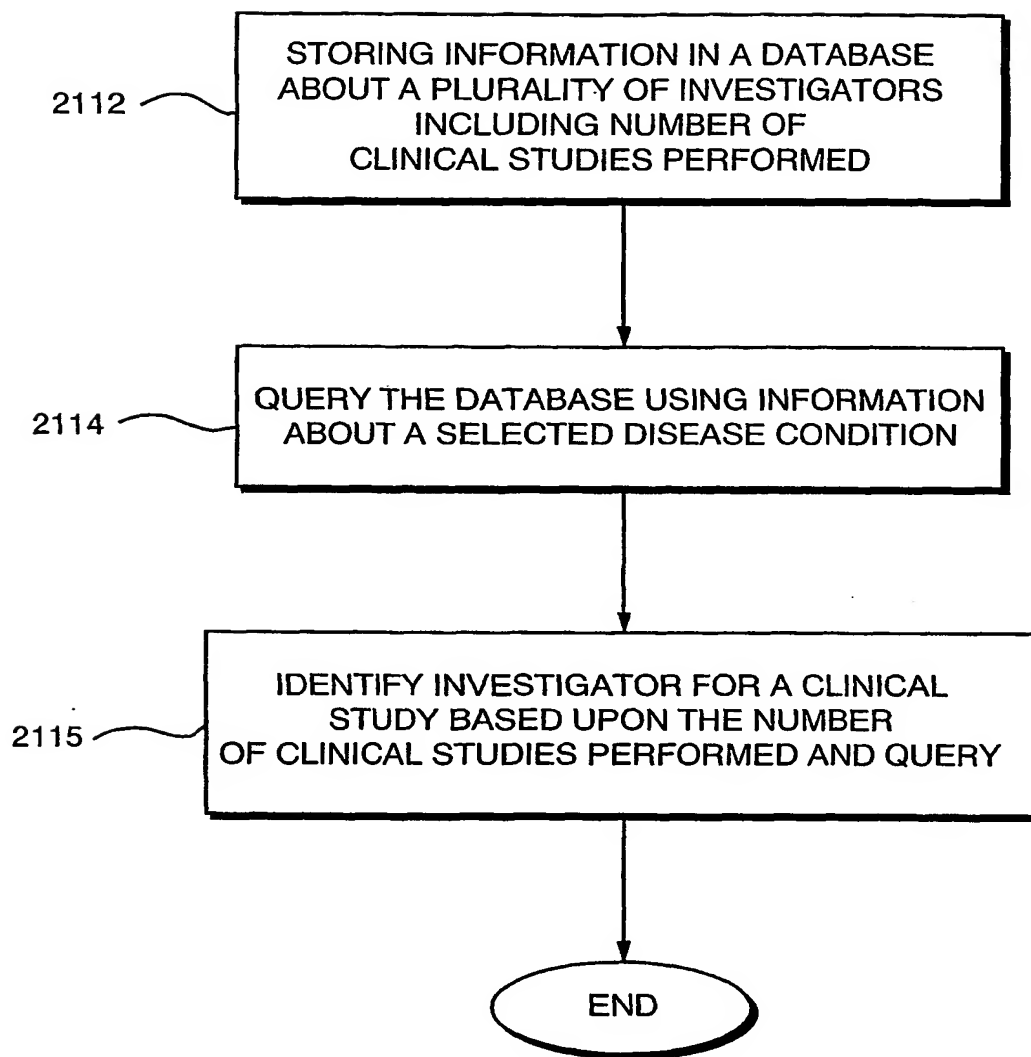 STORING INFORMATION IN A DATABASE
ABOUT A PLURALITY OF INVESTIGATORS
INCLUDING NUMBER OF
CLINICAL STUDIES PERFORMED
2112
QUERY THE DATABASE USING INFORMATION
ABOUT A SELECTED DISEASE CONDITION
2114
IDENTIFY INVESTIGATOR FOR A CLINICAL
STUDY BASED UPON THE NUMBER
OF CLINICAL STUDIES PERFORMED AND QUERY
2115
END